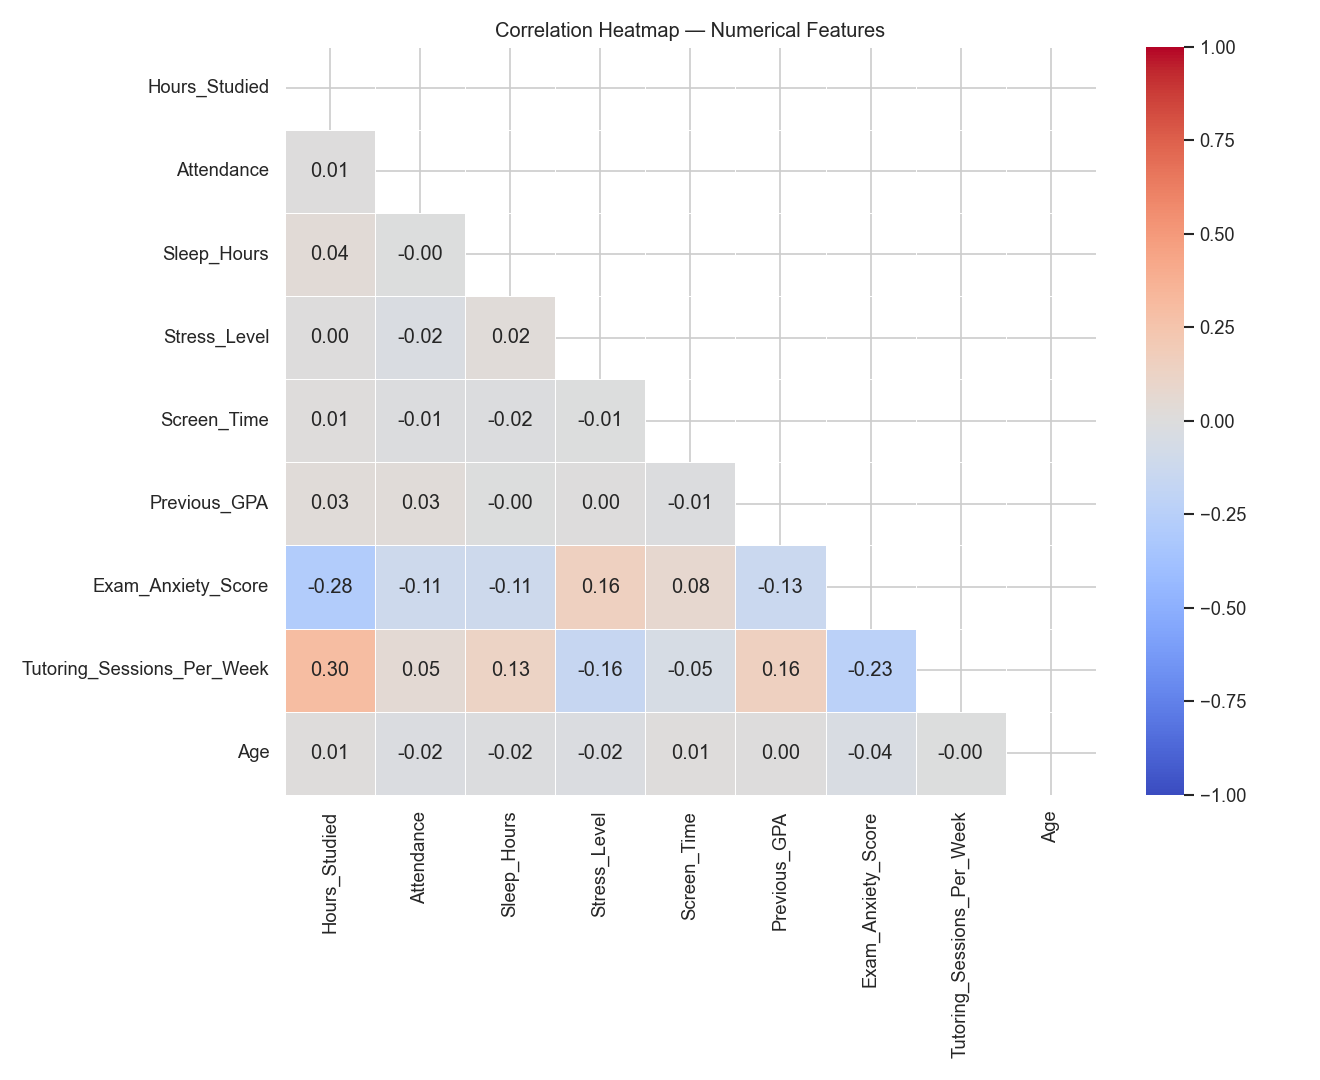 Correlation Heatmap — Numerical Features
Hours_Studied
Attendance 0.01
Sleep_Hours 0.04 -0.00
Stress_Level 0.00 -0.02 0.02
Screen_Time 0.01 -0.01 -0.02 -0.01
Previous_GPA 0.03 0.03 -0.00 0.00 -0.01
Exam_Anxiety_Score -0.28 -0.11 -0.11 0.16 0.08 -0.13
Tutoring_Sessions_Per_Week 0.30 0.05 0.13 -0.16 -0.05 0.16 -0.23
Age 0.01 -0.02 -0.02 -0.02 0.01 0.00 -0.04 -0.00
Hours_Studied
Attendance
Sleep_Hours
Stress_Level
Screen_Time
Previous_GPA
Exam_Anxiety_Score
Tutoring_Sessions_Per_Week
Age
1.00
0.75
0.50
0.25
0.00
−0.25
−0.50
−0.75
−1.00